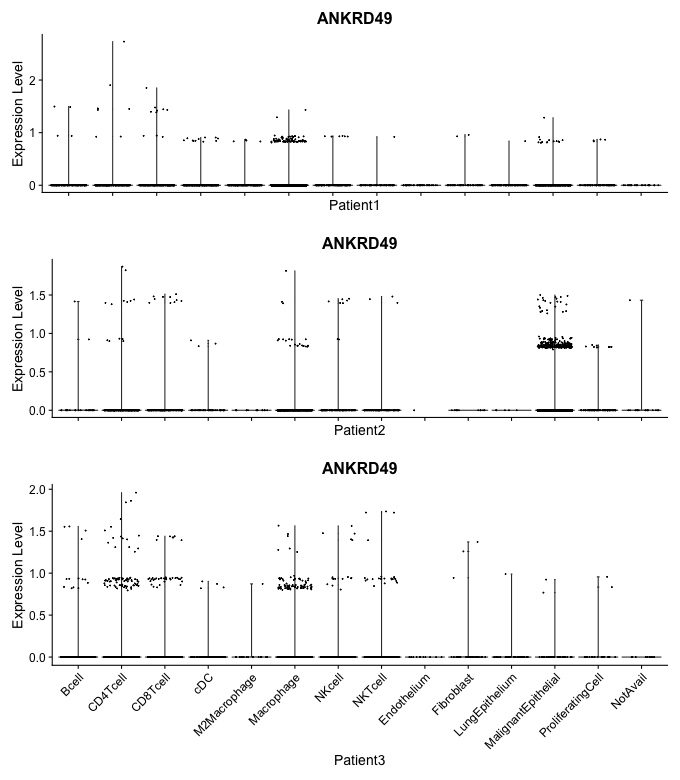 ANKRD49
Expression Level
2
1
0
Patient1
ANKRD49
Expression Level
1.5
1.0
0.5
0.0
Patient2
ANKRD49
Expression Level
2.0
1.5
1.0
0.5
0.0
Bcell
CD4Tcell
CD8Tcell
cDC
M2Macrophage
Macrophage
NKcell
NKTcell
Endothelium
Fibroblast
LungEpithelium
MalignantEpithelial
ProliferatingCell
NotAvail
Patient3